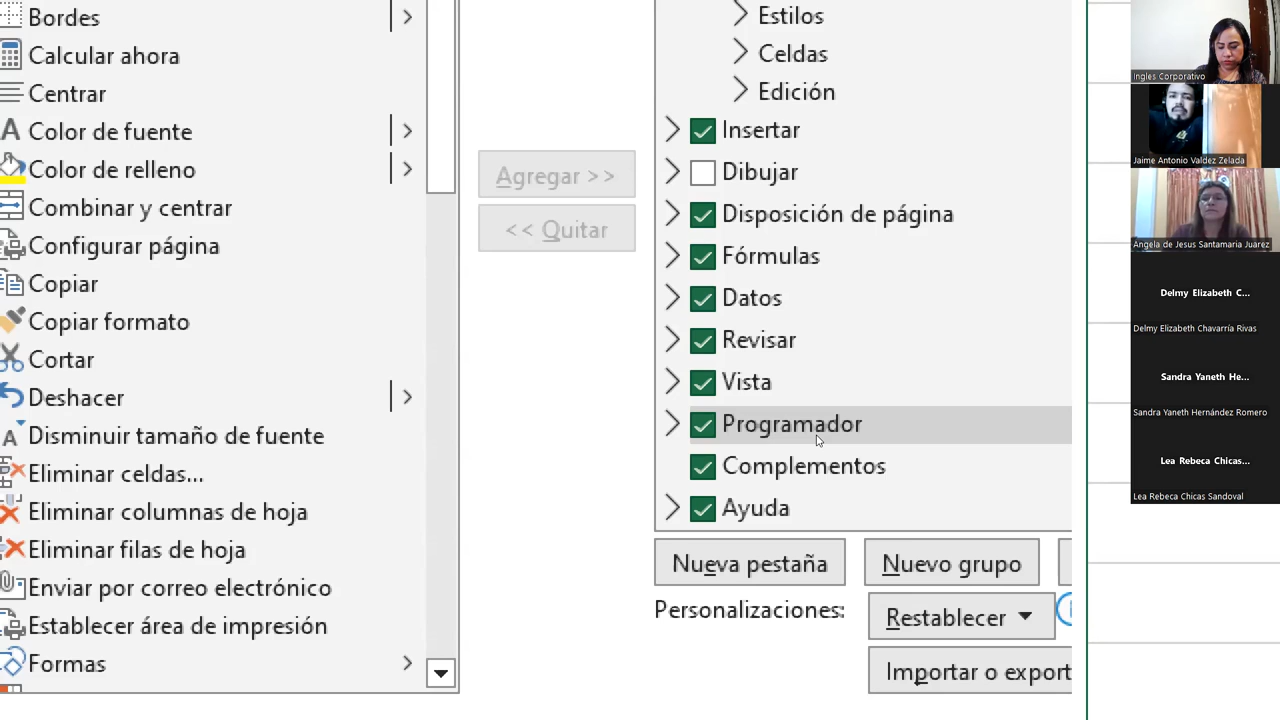 Bordes
Calcular ahora
Centrar
Color de fuente
Color de relleno
Combinar y centrar
Configurar página
Copiar
Copiar formato
Cortar
Deshacer
Disminuir tamaño de fuente
Eliminar celdas...
Eliminar columnas de hoja
Eliminar filas de hoja
Enviar por correo electrónico
Establecer área de impresión
Formas
Agregar >>
<< Quitar
Estilos
Celdas
Edición
Insertar
Dibujar
Disposición de página
Fórmulas
Datos
Revisar
Vista
Programador
Complementos
Ayuda
Nueva pestaña
Nuevo grupo
Personalizaciones:
Restablecer
Importar o export
Ingles Corporativo
Jaime Antonio Valdez Zelada
Angela de Jesus Santamaria Juarez
Delmy Elizabeth C...
Delmy Elizabeth Chavarría Rivas
Sandra Yaneth He...
Sandra Yaneth Hernández Romero
Lea Rebeca Chicas...
Lea Rebeca Chicas Sandoval